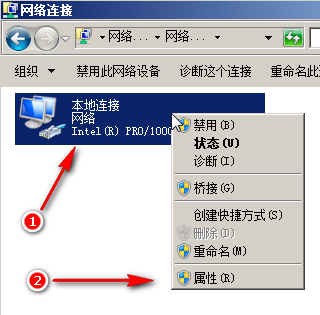 网络连接
网络... 网络...
组织 禁用此网络设备 诊断这个连接 重命名此
本地连接
网络
Intel(R) PRO/1000
禁用(B)
状态(U)
诊断(I)
桥接(G)
创建快捷方式(S)
删除(D)
重命名(M)
属性(R)
1
2